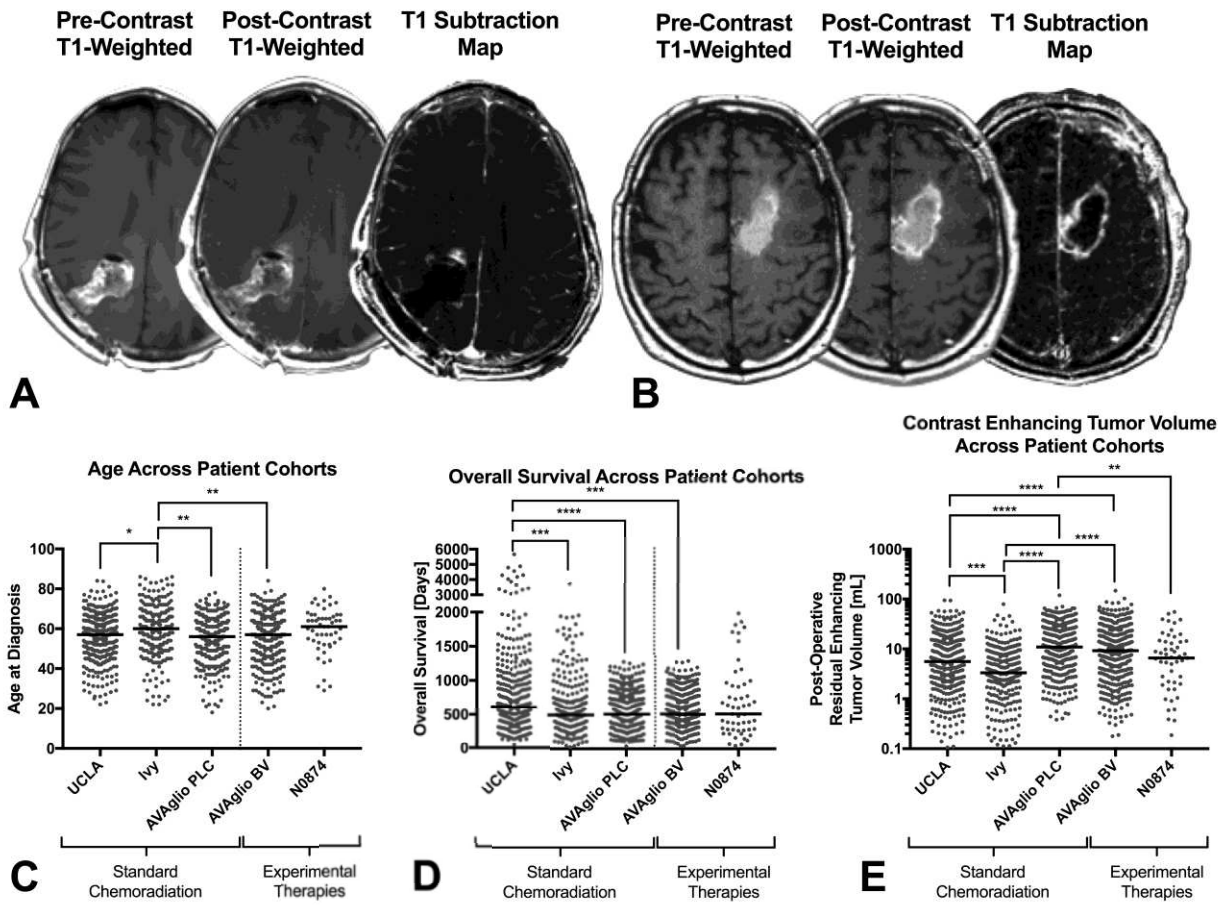 Pre-Contrast
T1-Weighted
Post-Contrast
T1-Weighted
T1 Subtraction
Map
A
Pre-Contrast
T1-Weighted
Post-Contrast
T1-Weighted
T1 Subtraction
Map
B
Age Across Patient Cohorts
*
**
**
Age at Diagnosis
100
80
60
40
20
0
UCLA
Ivy
AVAglio PLC
AVAglio BV
N0874
Standard
Chemoradiation
Experimental
Therapies
C
Overall Survival Across Patient Cohorts
***
****
***
Overall Survival [Days]
6000
5000
4000
3000
2000
2000
1500
1000
500
0
UCLA
Ivy
AVAglio PLC
AVAglio BV
N0874
Standard
Chemoradiation
Experimental
Therapies
D
Contrast Enhancing Tumor Volume
Across Patient Cohorts
**
****
****
****
****
***
Post-Operative
Residual Enhancing
Tumor Volume [mL]
1000
100
10
1
0.1
UCLA
Ivy
AVAglio PLC
AVAglio BV
N0874
Standard
Chemoradiation
Experimental
Therapies
E